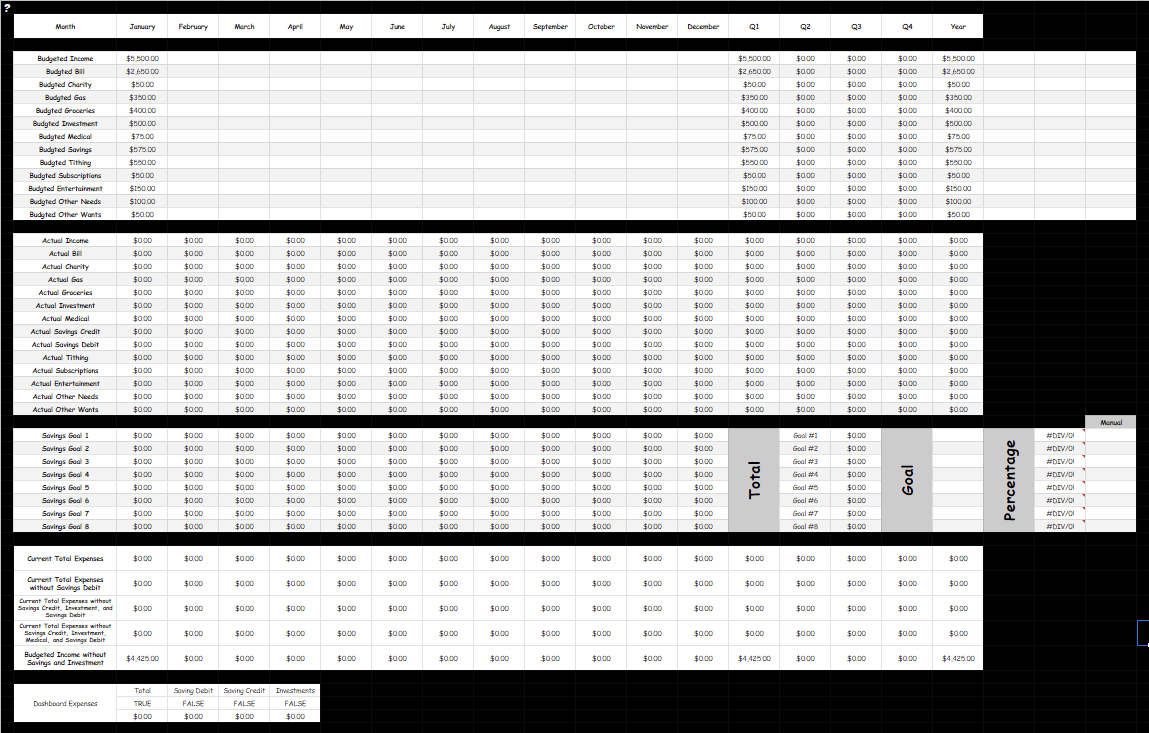 ?
Month January February March April May June July August September October November December Q1 Q2 Q3 Q4 Year
Budgeted Income $5,500.00 $5,500.00 $0.00 $0.00 $0.00 $5,500.00
Budgted Bill $2,650.00 $2,650.00 $0.00 $0.00 $0.00 $2,650.00
Budgted Charity $50.00 $50.00 $0.00 $0.00 $0.00 $50.00
Budgted Gas $350.00 $350.00 $0.00 $0.00 $0.00 $350.00
Budgted Groceries $400.00 $400.00 $0.00 $0.00 $0.00 $400.00
Budgted Investment $500.00 $500.00 $0.00 $0.00 $0.00 $500.00
Budgted Medical $75.00 $75.00 $0.00 $0.00 $0.00 $75.00
Budgted Savings $575.00 $575.00 $0.00 $0.00 $0.00 $575.00
Budgted Tithing $550.00 $550.00 $0.00 $0.00 $0.00 $550.00
Budgted Subscriptions $50.00 $50.00 $0.00 $0.00 $0.00 $50.00
Budgted Entertainment $150.00 $150.00 $0.00 $0.00 $0.00 $150.00
Budgted Other Needs $100.00 $100.00 $0.00 $0.00 $0.00 $100.00
Budgted Other Wants $50.00 $50.00 $0.00 $0.00 $0.00 $50.00
Actual Income $0.00 $0.00 $0.00 $0.00 $0.00 $0.00 $0.00 $0.00 $0.00 $0.00 $0.00 $0.00 $0.00 $0.00 $0.00 $0.00 $0.00
Actual Bill $0.00 $0.00 $0.00 $0.00 $0.00 $0.00 $0.00 $0.00 $0.00 $0.00 $0.00 $0.00 $0.00 $0.00 $0.00 $0.00 $0.00
Actual Charity $0.00 $0.00 $0.00 $0.00 $0.00 $0.00 $0.00 $0.00 $0.00 $0.00 $0.00 $0.00 $0.00 $0.00 $0.00 $0.00 $0.00
Actual Gas $0.00 $0.00 $0.00 $0.00 $0.00 $0.00 $0.00 $0.00 $0.00 $0.00 $0.00 $0.00 $0.00 $0.00 $0.00 $0.00 $0.00
Actual Groceries $0.00 $0.00 $0.00 $0.00 $0.00 $0.00 $0.00 $0.00 $0.00 $0.00 $0.00 $0.00 $0.00 $0.00 $0.00 $0.00 $0.00
Actual Investment $0.00 $0.00 $0.00 $0.00 $0.00 $0.00 $0.00 $0.00 $0.00 $0.00 $0.00 $0.00 $0.00 $0.00 $0.00 $0.00 $0.00
Actual Medical $0.00 $0.00 $0.00 $0.00 $0.00 $0.00 $0.00 $0.00 $0.00 $0.00 $0.00 $0.00 $0.00 $0.00 $0.00 $0.00 $0.00
Actual Savings Credit $0.00 $0.00 $0.00 $0.00 $0.00 $0.00 $0.00 $0.00 $0.00 $0.00 $0.00 $0.00 $0.00 $0.00 $0.00 $0.00 $0.00
Actual Savings Debit $0.00 $0.00 $0.00 $0.00 $0.00 $0.00 $0.00 $0.00 $0.00 $0.00 $0.00 $0.00 $0.00 $0.00 $0.00 $0.00 $0.00
Actual Tithing $0.00 $0.00 $0.00 $0.00 $0.00 $0.00 $0.00 $0.00 $0.00 $0.00 $0.00 $0.00 $0.00 $0.00 $0.00 $0.00 $0.00
Actual Subscriptions $0.00 $0.00 $0.00 $0.00 $0.00 $0.00 $0.00 $0.00 $0.00 $0.00 $0.00 $0.00 $0.00 $0.00 $0.00 $0.00 $0.00
Actual Entertainment $0.00 $0.00 $0.00 $0.00 $0.00 $0.00 $0.00 $0.00 $0.00 $0.00 $0.00 $0.00 $0.00 $0.00 $0.00 $0.00 $0.00
Actual Other Needs $0.00 $0.00 $0.00 $0.00 $0.00 $0.00 $0.00 $0.00 $0.00 $0.00 $0.00 $0.00 $0.00 $0.00 $0.00 $0.00 $0.00
Actual Other Wants $0.00 $0.00 $0.00 $0.00 $0.00 $0.00 $0.00 $0.00 $0.00 $0.00 $0.00 $0.00 $0.00 $0.00 $0.00 $0.00 $0.00
Manual
Savings Goal 1 $0.00 $0.00 $0.00 $0.00 $0.00 $0.00 $0.00 $0.00 $0.00 $0.00 $0.00 $0.00 Goal #1 $0.00 #DIV/0!
Savings Goal 2 $0.00 $0.00 $0.00 $0.00 $0.00 $0.00 $0.00 $0.00 $0.00 $0.00 $0.00 $0.00 Goal #2 $0.00 #DIV/0!
Savings Goal 3 $0.00 $0.00 $0.00 $0.00 $0.00 $0.00 $0.00 $0.00 $0.00 $0.00 $0.00 $0.00 Goal #3 $0.00 #DIV/0!
Savings Goal 4 $0.00 $0.00 $0.00 $0.00 $0.00 $0.00 $0.00 $0.00 $0.00 $0.00 $0.00 $0.00 Goal #4 $0.00 #DIV/0!
Savings Goal 5 $0.00 $0.00 $0.00 $0.00 $0.00 $0.00 $0.00 $0.00 $0.00 $0.00 $0.00 $0.00 Goal #5 $0.00 #DIV/0!
Savings Goal 6 $0.00 $0.00 $0.00 $0.00 $0.00 $0.00 $0.00 $0.00 $0.00 $0.00 $0.00 $0.00 Goal #6 $0.00 #DIV/0!
Savings Goal 7 $0.00 $0.00 $0.00 $0.00 $0.00 $0.00 $0.00 $0.00 $0.00 $0.00 $0.00 $0.00 Goal #7 $0.00 #DIV/0!
Savings Goal 8 $0.00 $0.00 $0.00 $0.00 $0.00 $0.00 $0.00 $0.00 $0.00 $0.00 $0.00 $0.00 Goal #8 $0.00 #DIV/0!
Total
Goal
Percentage
Current Total Expenses $0.00 $0.00 $0.00 $0.00 $0.00 $0.00 $0.00 $0.00 $0.00 $0.00 $0.00 $0.00 $0.00 $0.00 $0.00 $0.00 $0.00
Current Total Expenses
without Savings Debit $0.00 $0.00 $0.00 $0.00 $0.00 $0.00 $0.00 $0.00 $0.00 $0.00 $0.00 $0.00 $0.00 $0.00 $0.00 $0.00 $0.00
Current Total Expenses without
Savings Credit, Investment, and
Savings Debit $0.00 $0.00 $0.00 $0.00 $0.00 $0.00 $0.00 $0.00 $0.00 $0.00 $0.00 $0.00 $0.00 $0.00 $0.00 $0.00 $0.00
Current Total Expenses without
Savings Credit, Investment,
Medical, and Savings Debit $0.00 $0.00 $0.00 $0.00 $0.00 $0.00 $0.00 $0.00 $0.00 $0.00 $0.00 $0.00 $0.00 $0.00 $0.00 $0.00 $0.00
Budgeted Income without
Savings and Investment $4,425.00 $0.00 $0.00 $0.00 $0.00 $0.00 $0.00 $0.00 $0.00 $0.00 $0.00 $0.00 $4,425.00 $0.00 $0.00 $0.00 $4,425.00
Total Saving Debit Saving Credit Investments
Dashboard Expenses TRUE FALSE FALSE FALSE
$0.00 $0.00 $0.00 $0.00